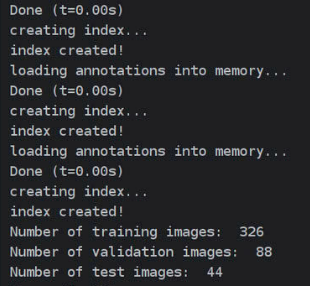 Done (t=0.00s)
creating index...
index created!
loading annotations into memory...
Done (t=0.00s)
creating index...
index created!
loading annotations into memory...
Done (t=0.00s)
creating index...
index created!
Number of training images:  326
Number of validation images:  88
Number of test images:  44